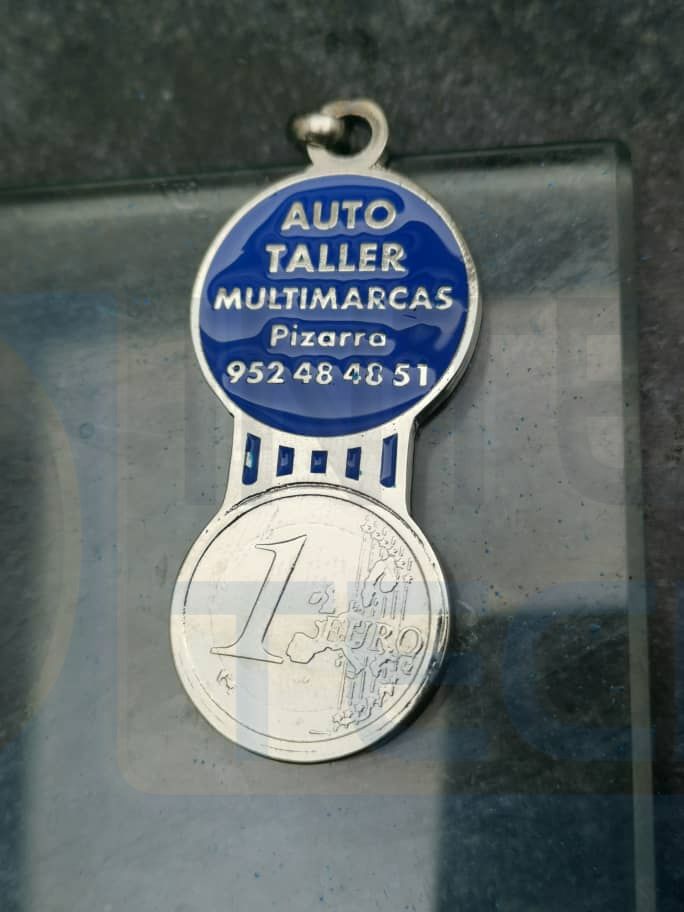 AUTO
TALLER
MULTIMARCAS
Pizarra
952 48 48 51
1
EURO